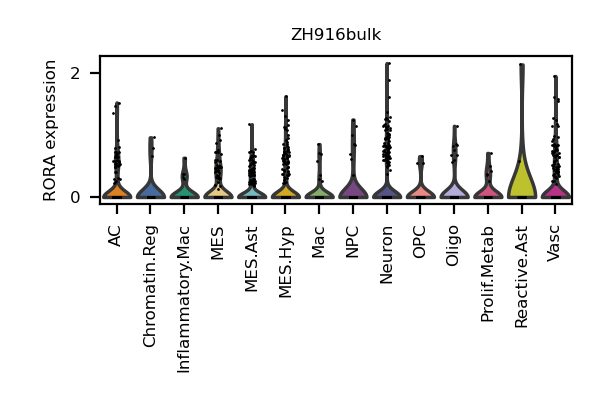 ZH916bulk
RORA expression
2
0
AC
Chromatin.Reg
Inflammatory.Mac
MES
MES.Ast
MES.Hyp
Mac
NPC
Neuron
OPC
Oligo
Prolif.Metab
Reactive.Ast
Vasc